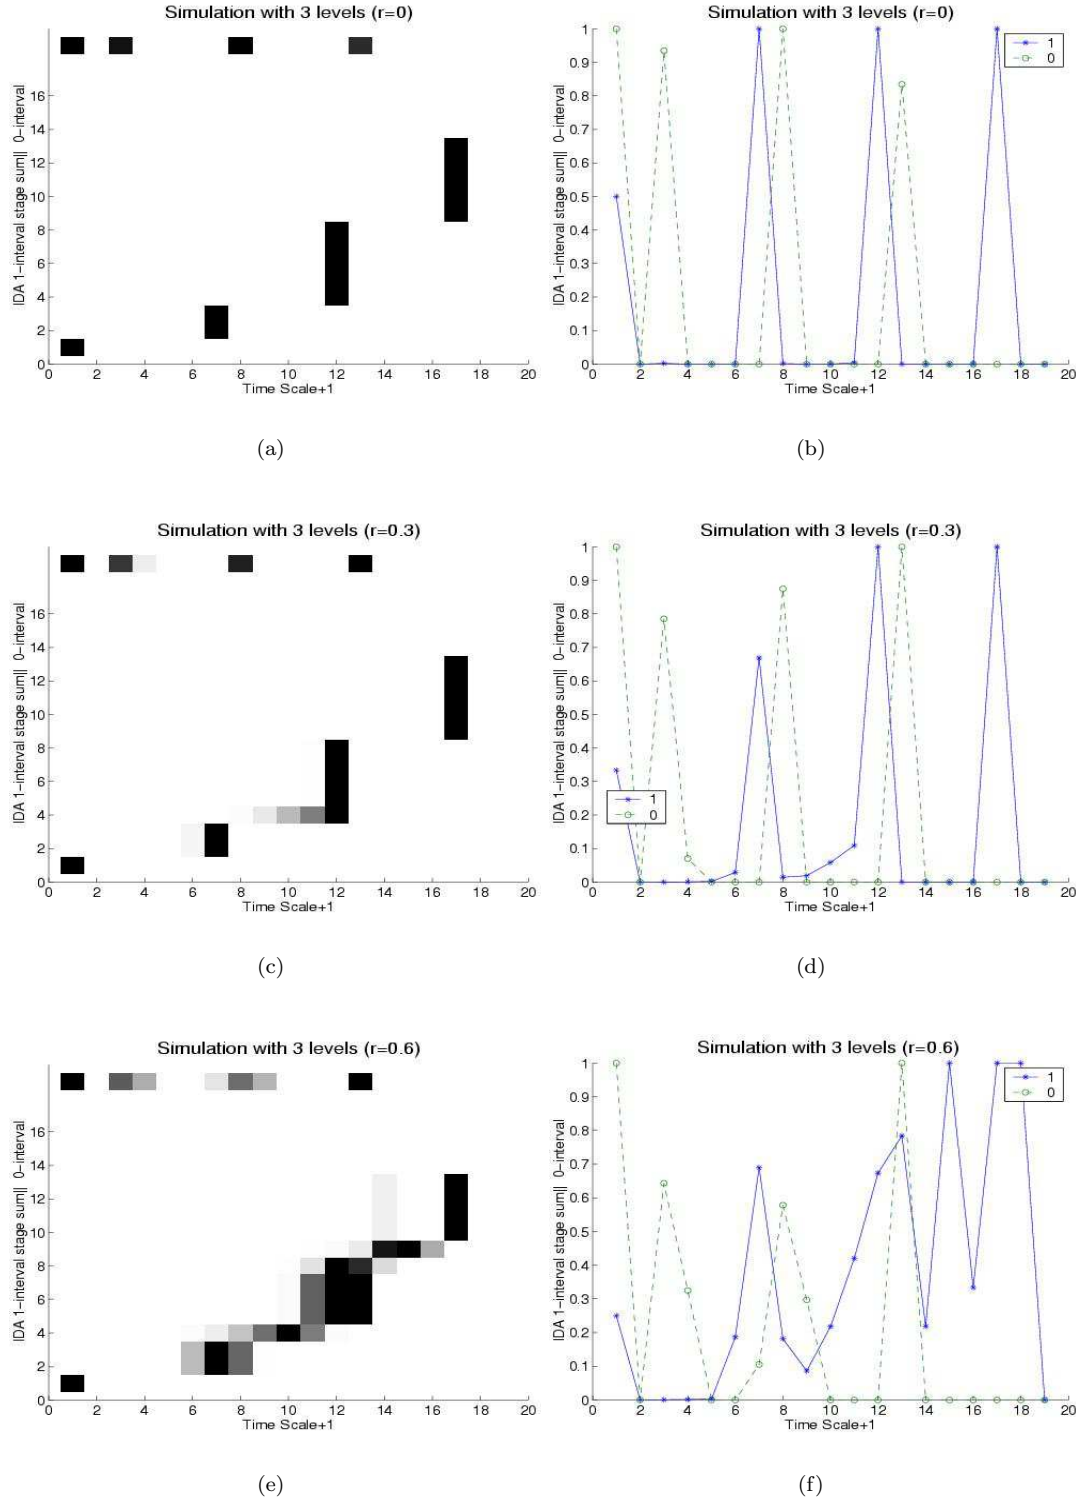 Simulation with 3 levels (r=0)
IDA 1-interval stage sum|| 0-interval
16
14
12
10
8
6
4
2
0
0 2 4 6 8 10 12 14 16 18 20
Time Scale+1
(a)
Simulation with 3 levels (r=0)
IDA 1-interval stage sum|| 0-interval
1
0.9
0.8
0.7
0.6
0.5
0.4
0.3
0.2
0.1
0
1
0
0 2 4 6 8 10 12 14 16 18 20
Time Scale+1
(b)
Simulation with 3 levels (r=0.3)
IDA 1-interval stage sum|| 0-interval
16
14
12
10
8
6
4
2
0
0 2 4 6 8 10 12 14 16 18 20
Time Scale+1
(c)
Simulation with 3 levels (r=0.3)
IDA 1-interval stage sum|| 0-interval
1
0.9
0.8
0.7
0.6
0.5
0.4
0.3
0.2
0.1
0
1
0
0 2 4 6 8 10 12 14 16 18 20
Time Scale+1
(d)
Simulation with 3 levels (r=0.6)
IDA 1-interval stage sum|| 0-interval
16
14
12
10
8
6
4
2
0
0 2 4 6 8 10 12 14 16 18 20
Time Scale+1
(e)
Simulation with 3 levels (r=0.6)
IDA 1-interval stage sum|| 0-interval
1
0.9
0.8
0.7
0.6
0.5
0.4
0.3
0.2
0.1
0
1
0
0 2 4 6 8 10 12 14 16 18 20
Time Scale+1
(f)